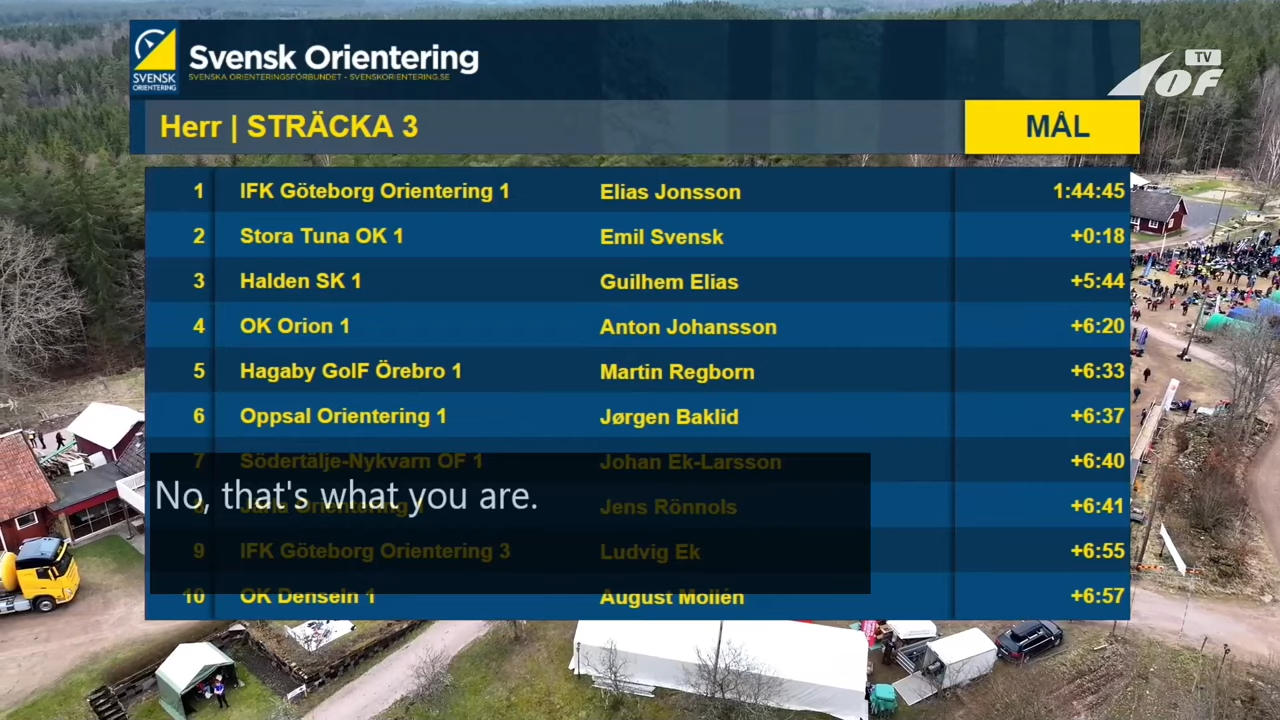 SVENSK
ORIENTERING
Svensk Orientering
SVENSKA ORIENTERINGSFÖRBUNDET - SVENSKORIENTERING.SE
TV
OF
Herr | STRÄCKA 3 MÅL
1 IFK Göteborg Orientering 1 Elias Jonsson 1:44:45
2 Stora Tuna OK 1 Emil Svensk +0:18
3 Halden SK 1 Guilhem Elias +5:44
4 OK Orion 1 Anton Johansson +6:20
5 Hagaby GoIF Örebro 1 Martin Regborn +6:33
6 Oppsal Orientering 1 Jørgen Baklid +6:37
7 Södertälje-Nykvarn OF 1 Johan Ek-Larsson +6:40
No, that's what you are.
8 Järla Orientering 1 Jens Rönnols +6:41
9 IFK Göteborg Orientering 3 Ludvig Ek +6:55
10 OK Denseln 1 August Mollén +6:57